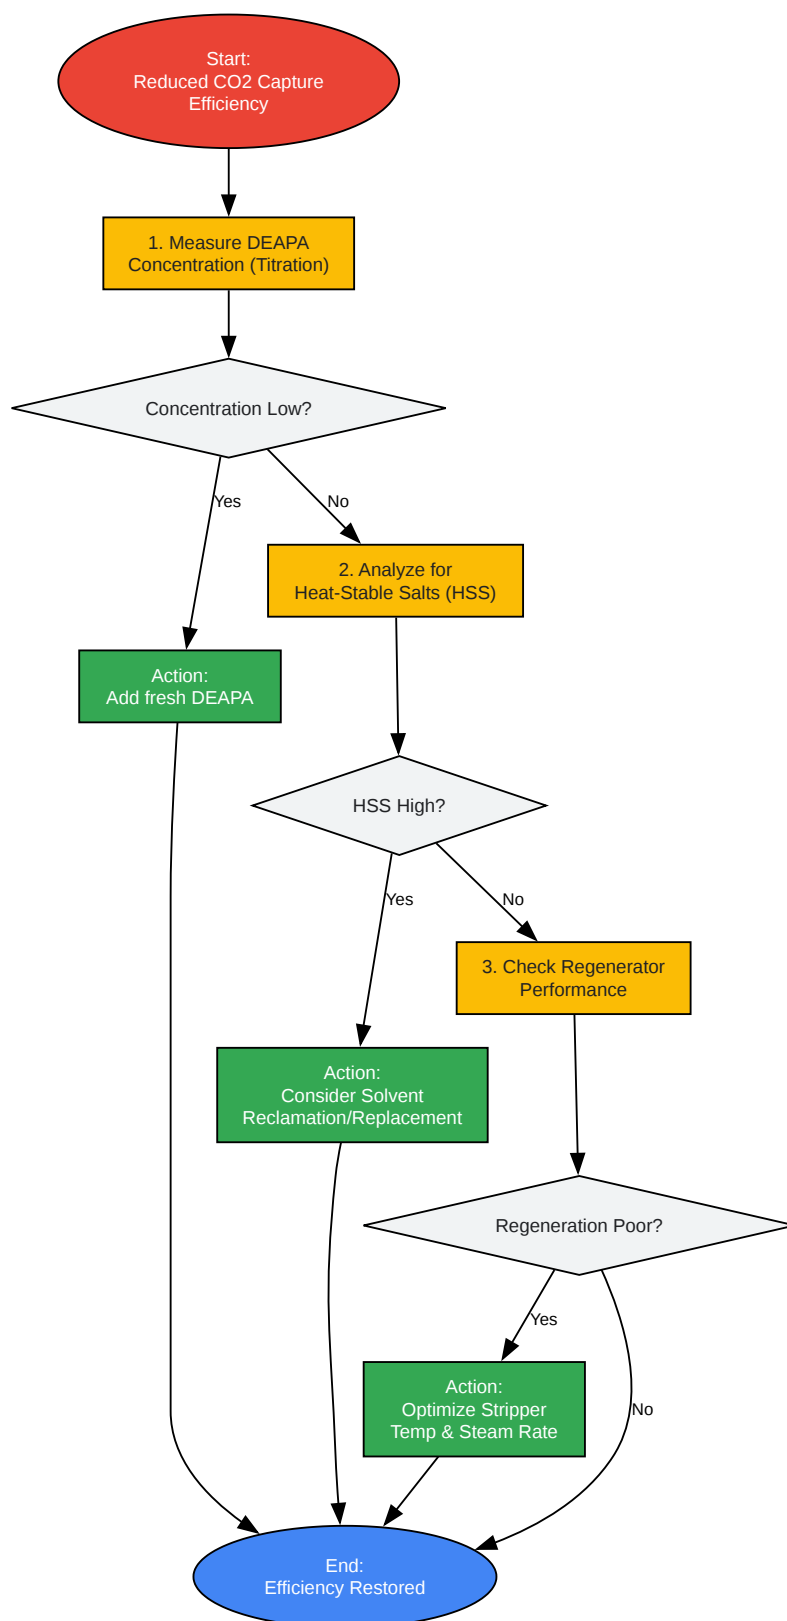 Start:
Reduced CO2 Capture
Efficiency
1. Measure DEAPA
Concentration (Titration)
Concentration Low?
Yes
No
2. Analyze for
Heat-Stable Salts (HSS)
Action:
Add fresh DEAPA
HSS High?
Yes
No
3. Check Regenerator
Performance
Action:
Consider Solvent
Reclamation/Replacement
Regeneration Poor?
Yes
No
Action:
Optimize Stripper
Temp & Steam Rate
End:
Efficiency Restored